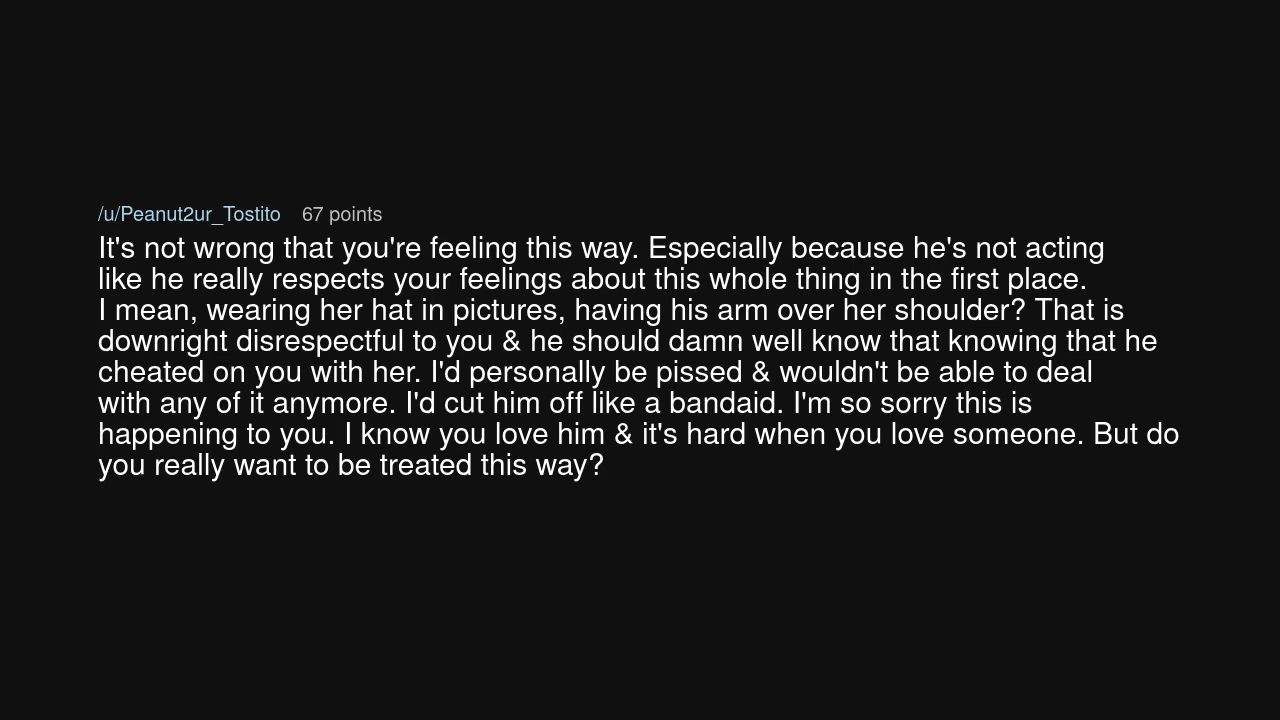 /u/Peanut2ur_Tostito 67 points
It's not wrong that you're feeling this way. Especially because he's not acting
like he really respects your feelings about this whole thing in the first place.
I mean, wearing her hat in pictures, having his arm over her shoulder? That is
downright disrespectful to you & he should damn well know that knowing that he
cheated on you with her. I'd personally be pissed & wouldn't be able to deal
with any of it anymore. I'd cut him off like a bandaid. I'm so sorry this is
happening to you. I know you love him & it's hard when you love someone. But do
you really want to be treated this way?